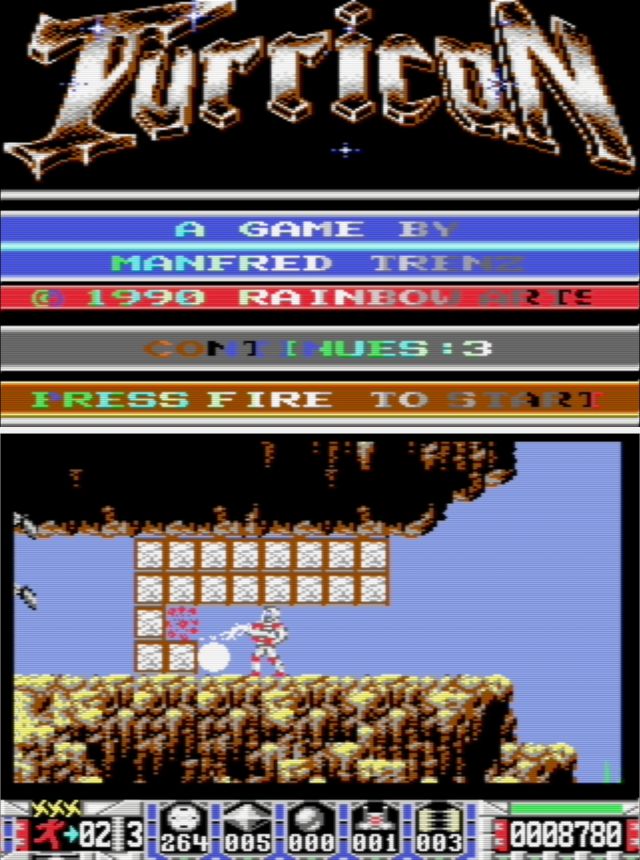 Turrican
A GAME BY
MANFRED TRENZ
© 1990 RAINBOW ARTS
CONTINUES:3
PRESS FIRE TO START
02 3 264 005 000 001 003 0008780